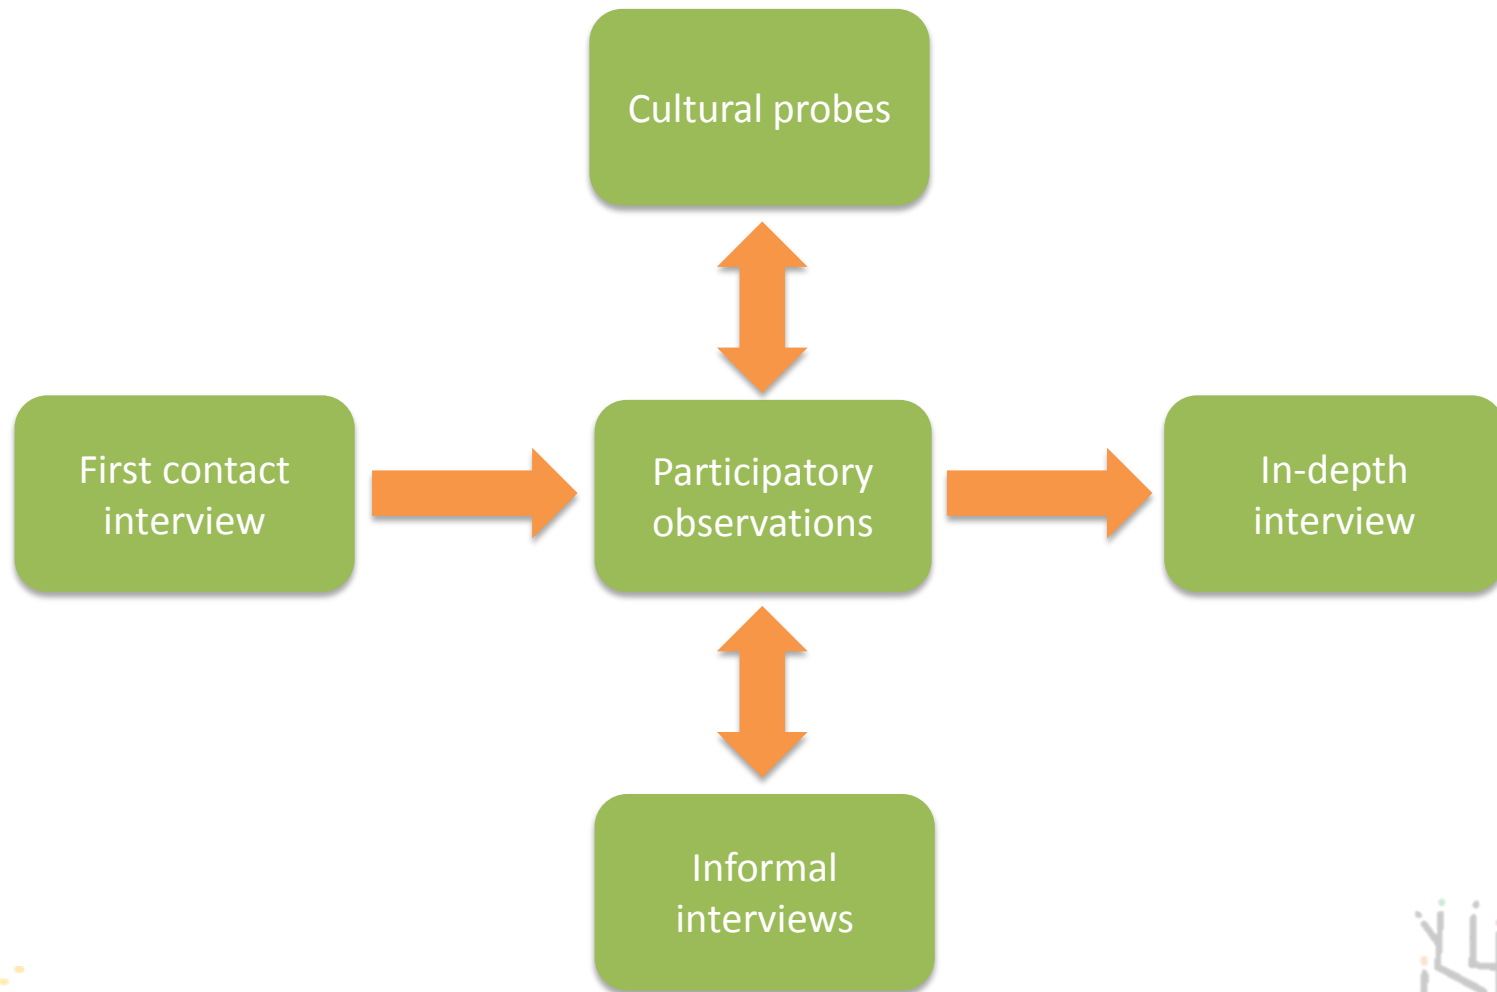 Cultural probes
First contact
interview
Participatory
observations
In-depth
interview
Informal
interviews